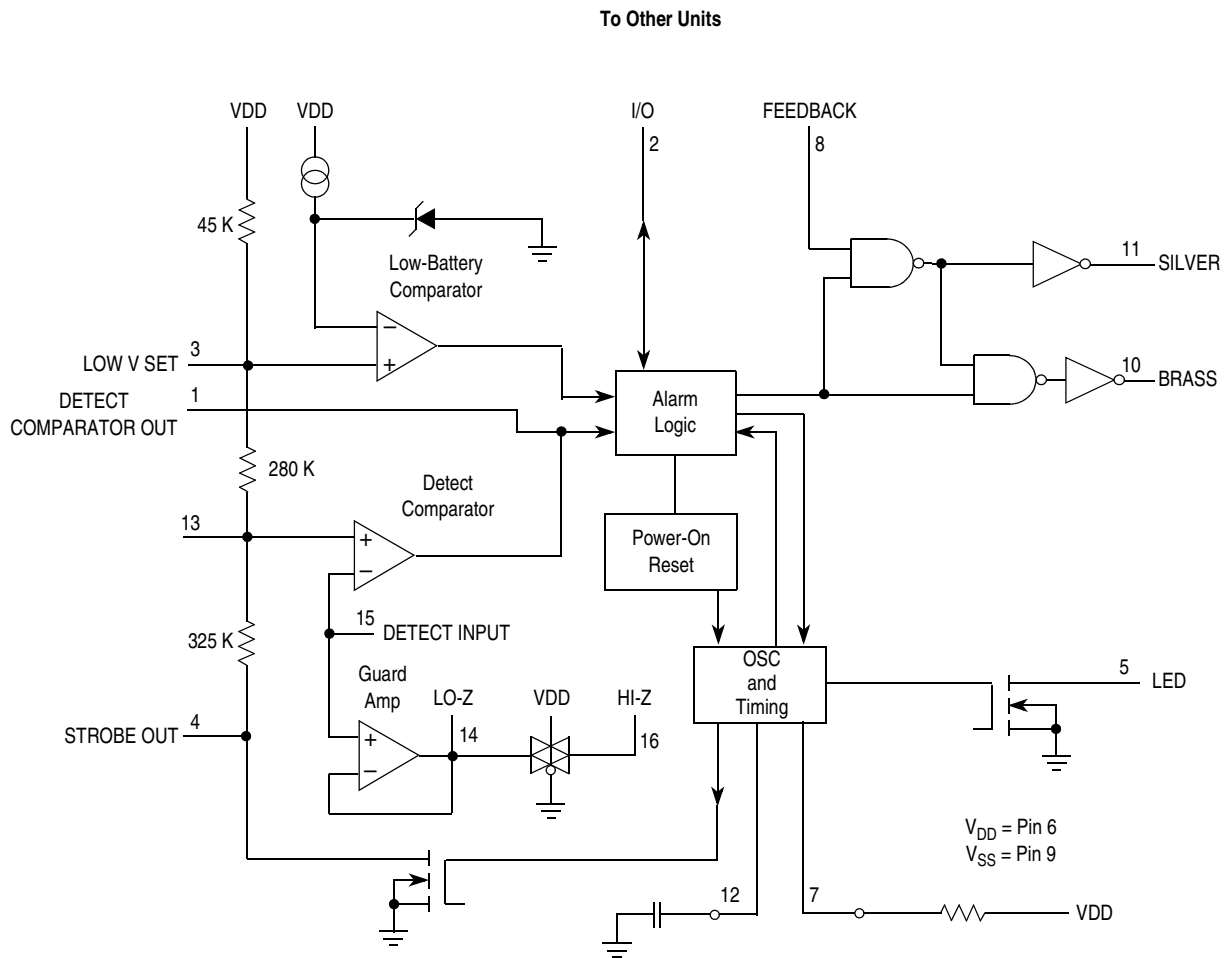 To Other Units
VDD
VDD
I/O
FEEDBACK
2
8
45 K
Low-Battery
Comparator
11
SILVER
−
+
LOW V SET
3
10
BRASS
DETECT
COMPARATOR OUT
1
Alarm
Logic
280 K
Detect
Comparator
13
+
−
Power-On
Reset
15
DETECT INPUT
325 K
OSC
and
Timing
Guard
Amp
LO-Z
VDD
HI-Z
5
LED
STROBE OUT
4
14
16
+
−
VDD = Pin 6
VSS = Pin 9
12
7
VDD